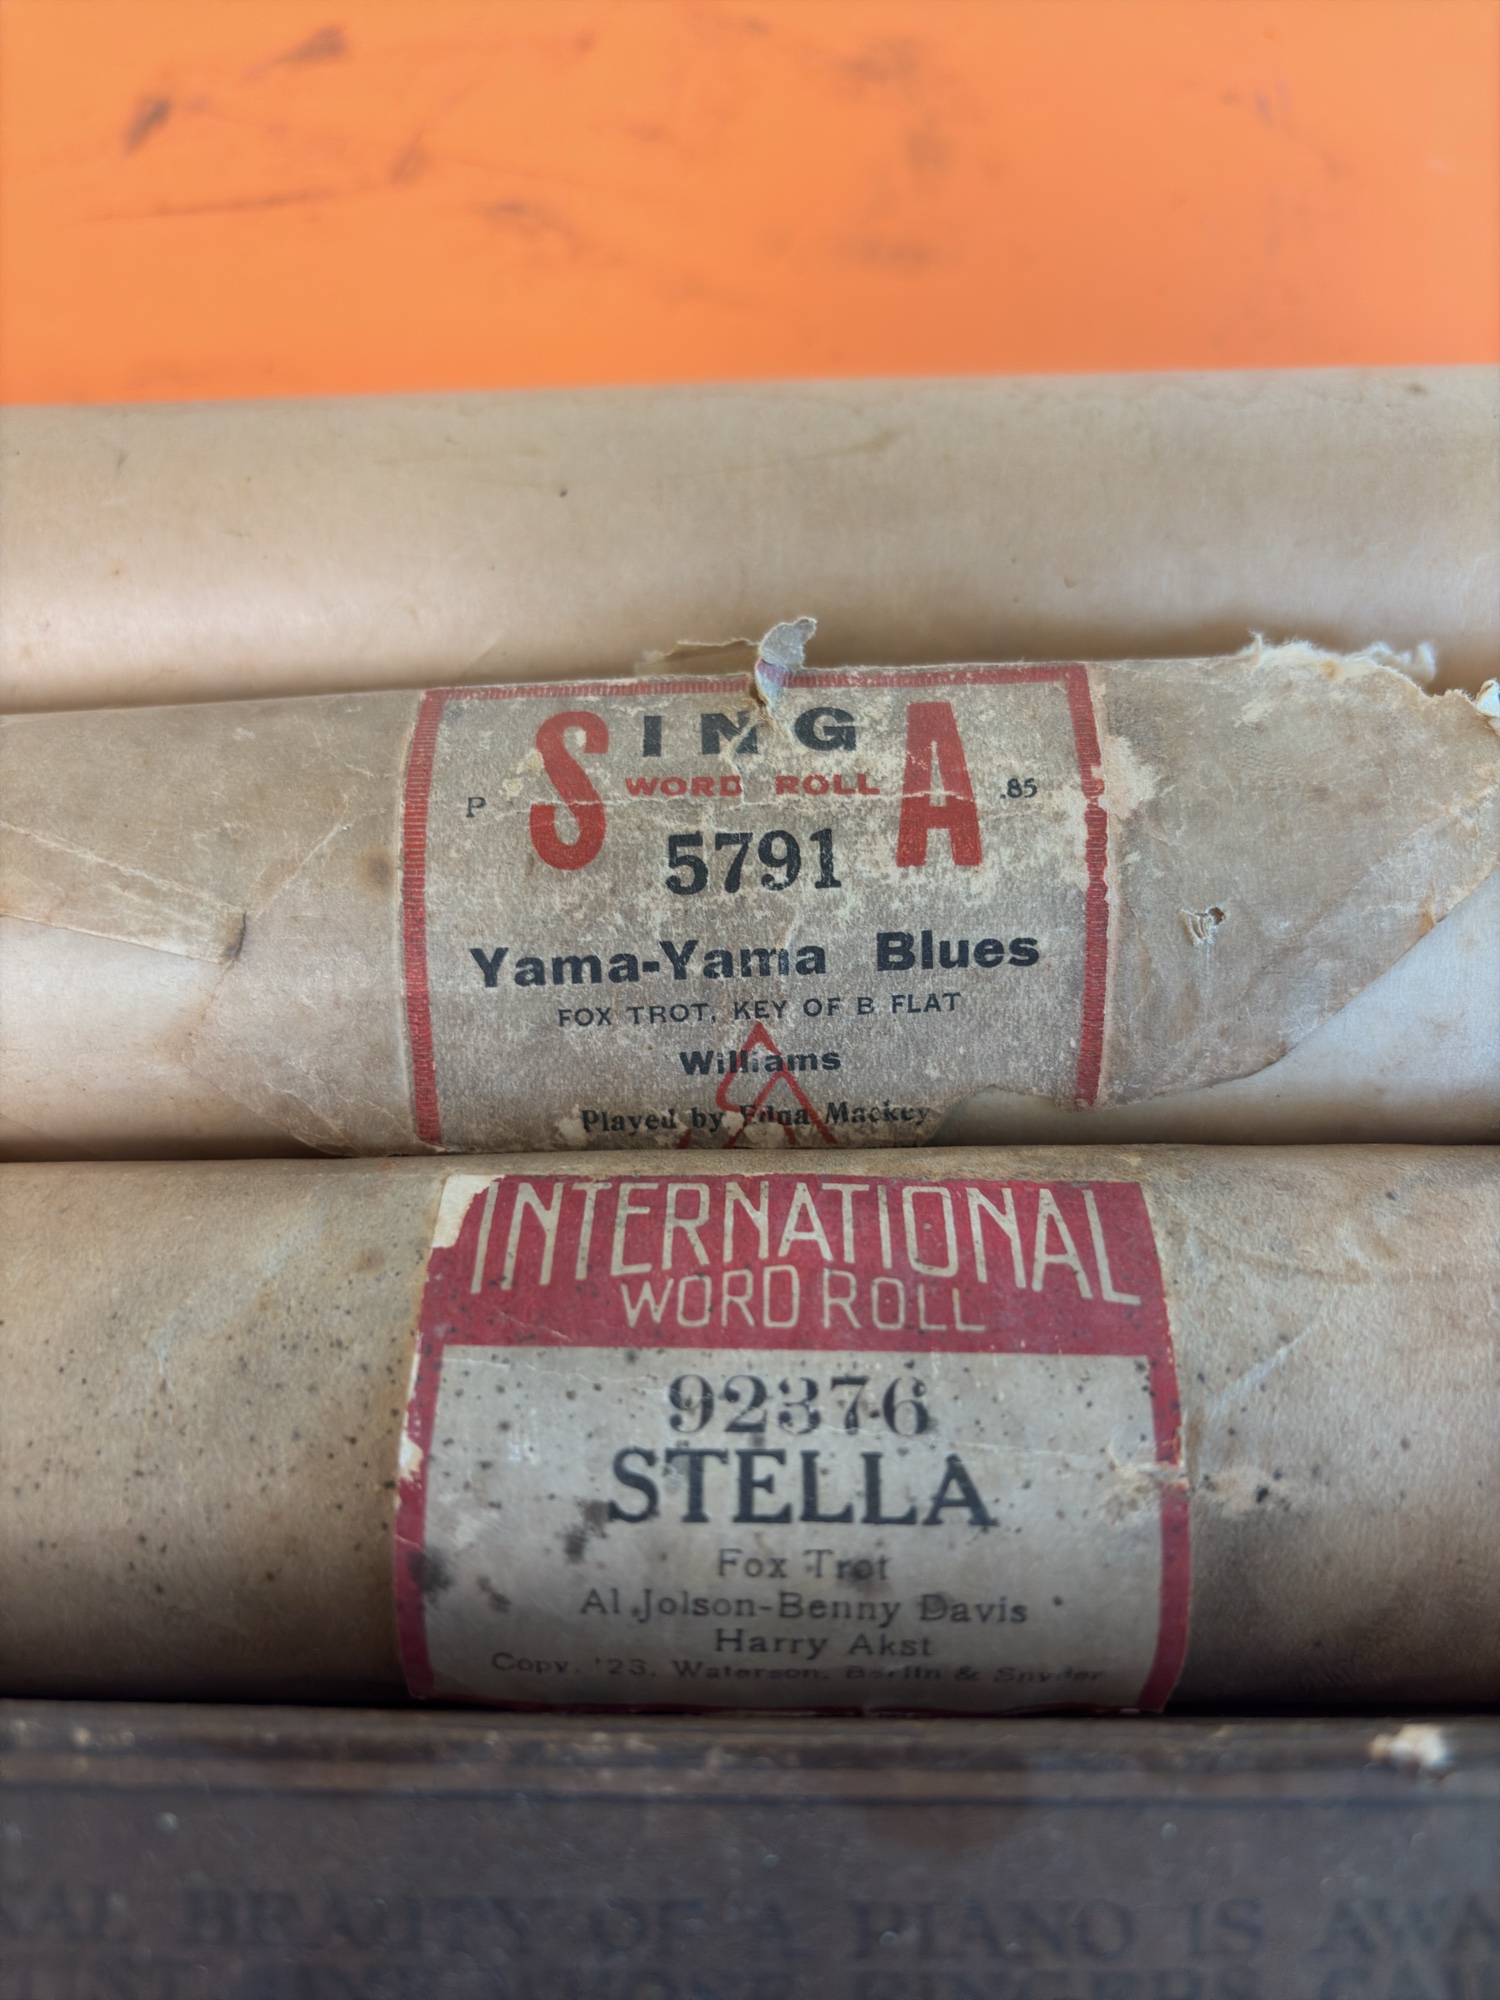 SINGA
WORD ROLL
P .85
5791
Yama-Yama Blues
FOX TROT, KEY OF B FLAT
Williams
Played by Edna Mackey
INTERNATIONAL
WORD ROLL
92376
STELLA
Fox Trot
Al Jolson-Benny Davis
Harry Akst
Copy. '23, Waterson, Berlin & Snyder
BEAUTY OF A PIANO IS
FINGERS